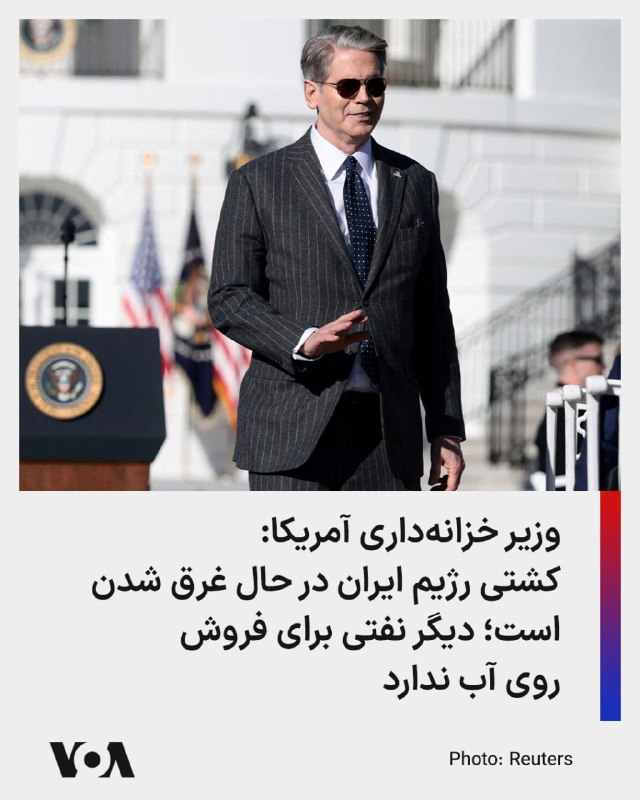 وزیر خزانه‌داری آمریکا:
کشتی رژیم ایران در حال غرق شدن
است؛ دیگر نفتی برای فروش
روی آب ندارد
VOA
Photo: Reuters